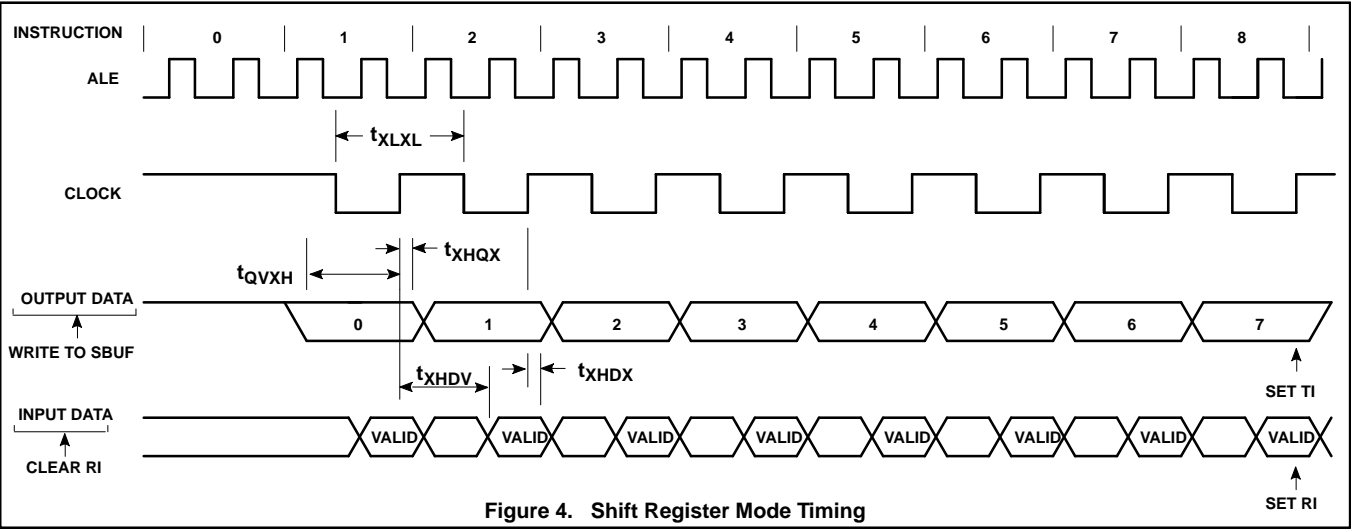 INSTRUCTION 0 1 2 3 4 5 6 7 8
ALE
tXLXL
CLOCK
tXHQX
tQVXH
OUTPUT DATA
0 1 2 3 4 5 6 7
WRITE TO SBUF
tXHDV
tXHDX
SET TI
INPUT DATA
VALID VALID VALID VALID VALID VALID VALID VALID
CLEAR RI
SET RI
Figure 4. Shift Register Mode Timing